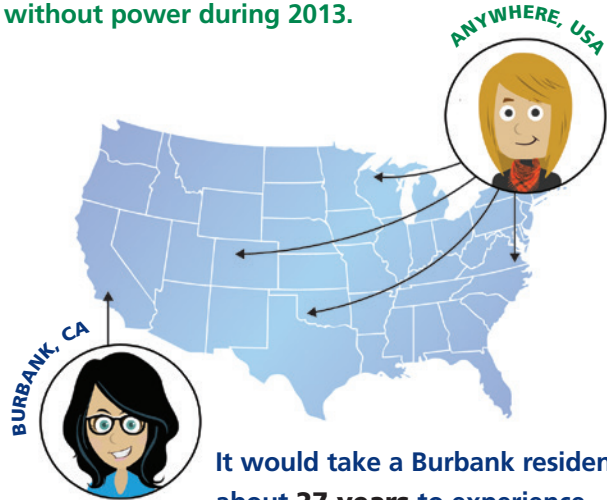 without power during 2013.
ANYWHERE, USA
BURBANK, CA
It would take a Burbank residen
about 27 years to experience